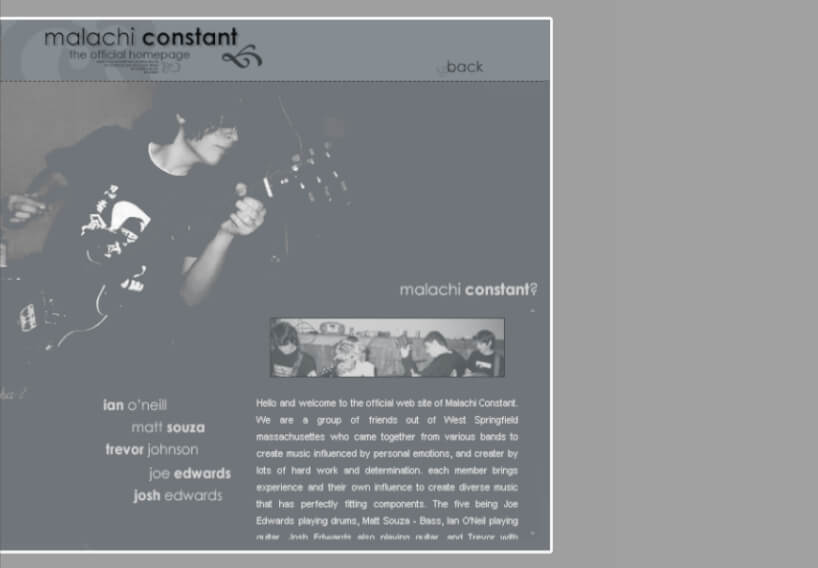 malachi constant
the official homepage
back
malachi constant?
ian o'neill
matt souza
trevor johnson
joe edwards
josh edwards
Hello and welcome to the official web site of Malachi Constant.
We are a group of friends out of West Springfield
massachusettes who came together from various bands to
create music influenced by personal emotions, and creater by
lots of hard work and determination. each member brings
experience and their own influence to create diverse music
that has perfectly fitting components. The five being Joe
Edwards playing drums, Matt Souza - Bass, Ian O'Neil playing
guitar, Josh Edwards also playing guitar, and Trevor with